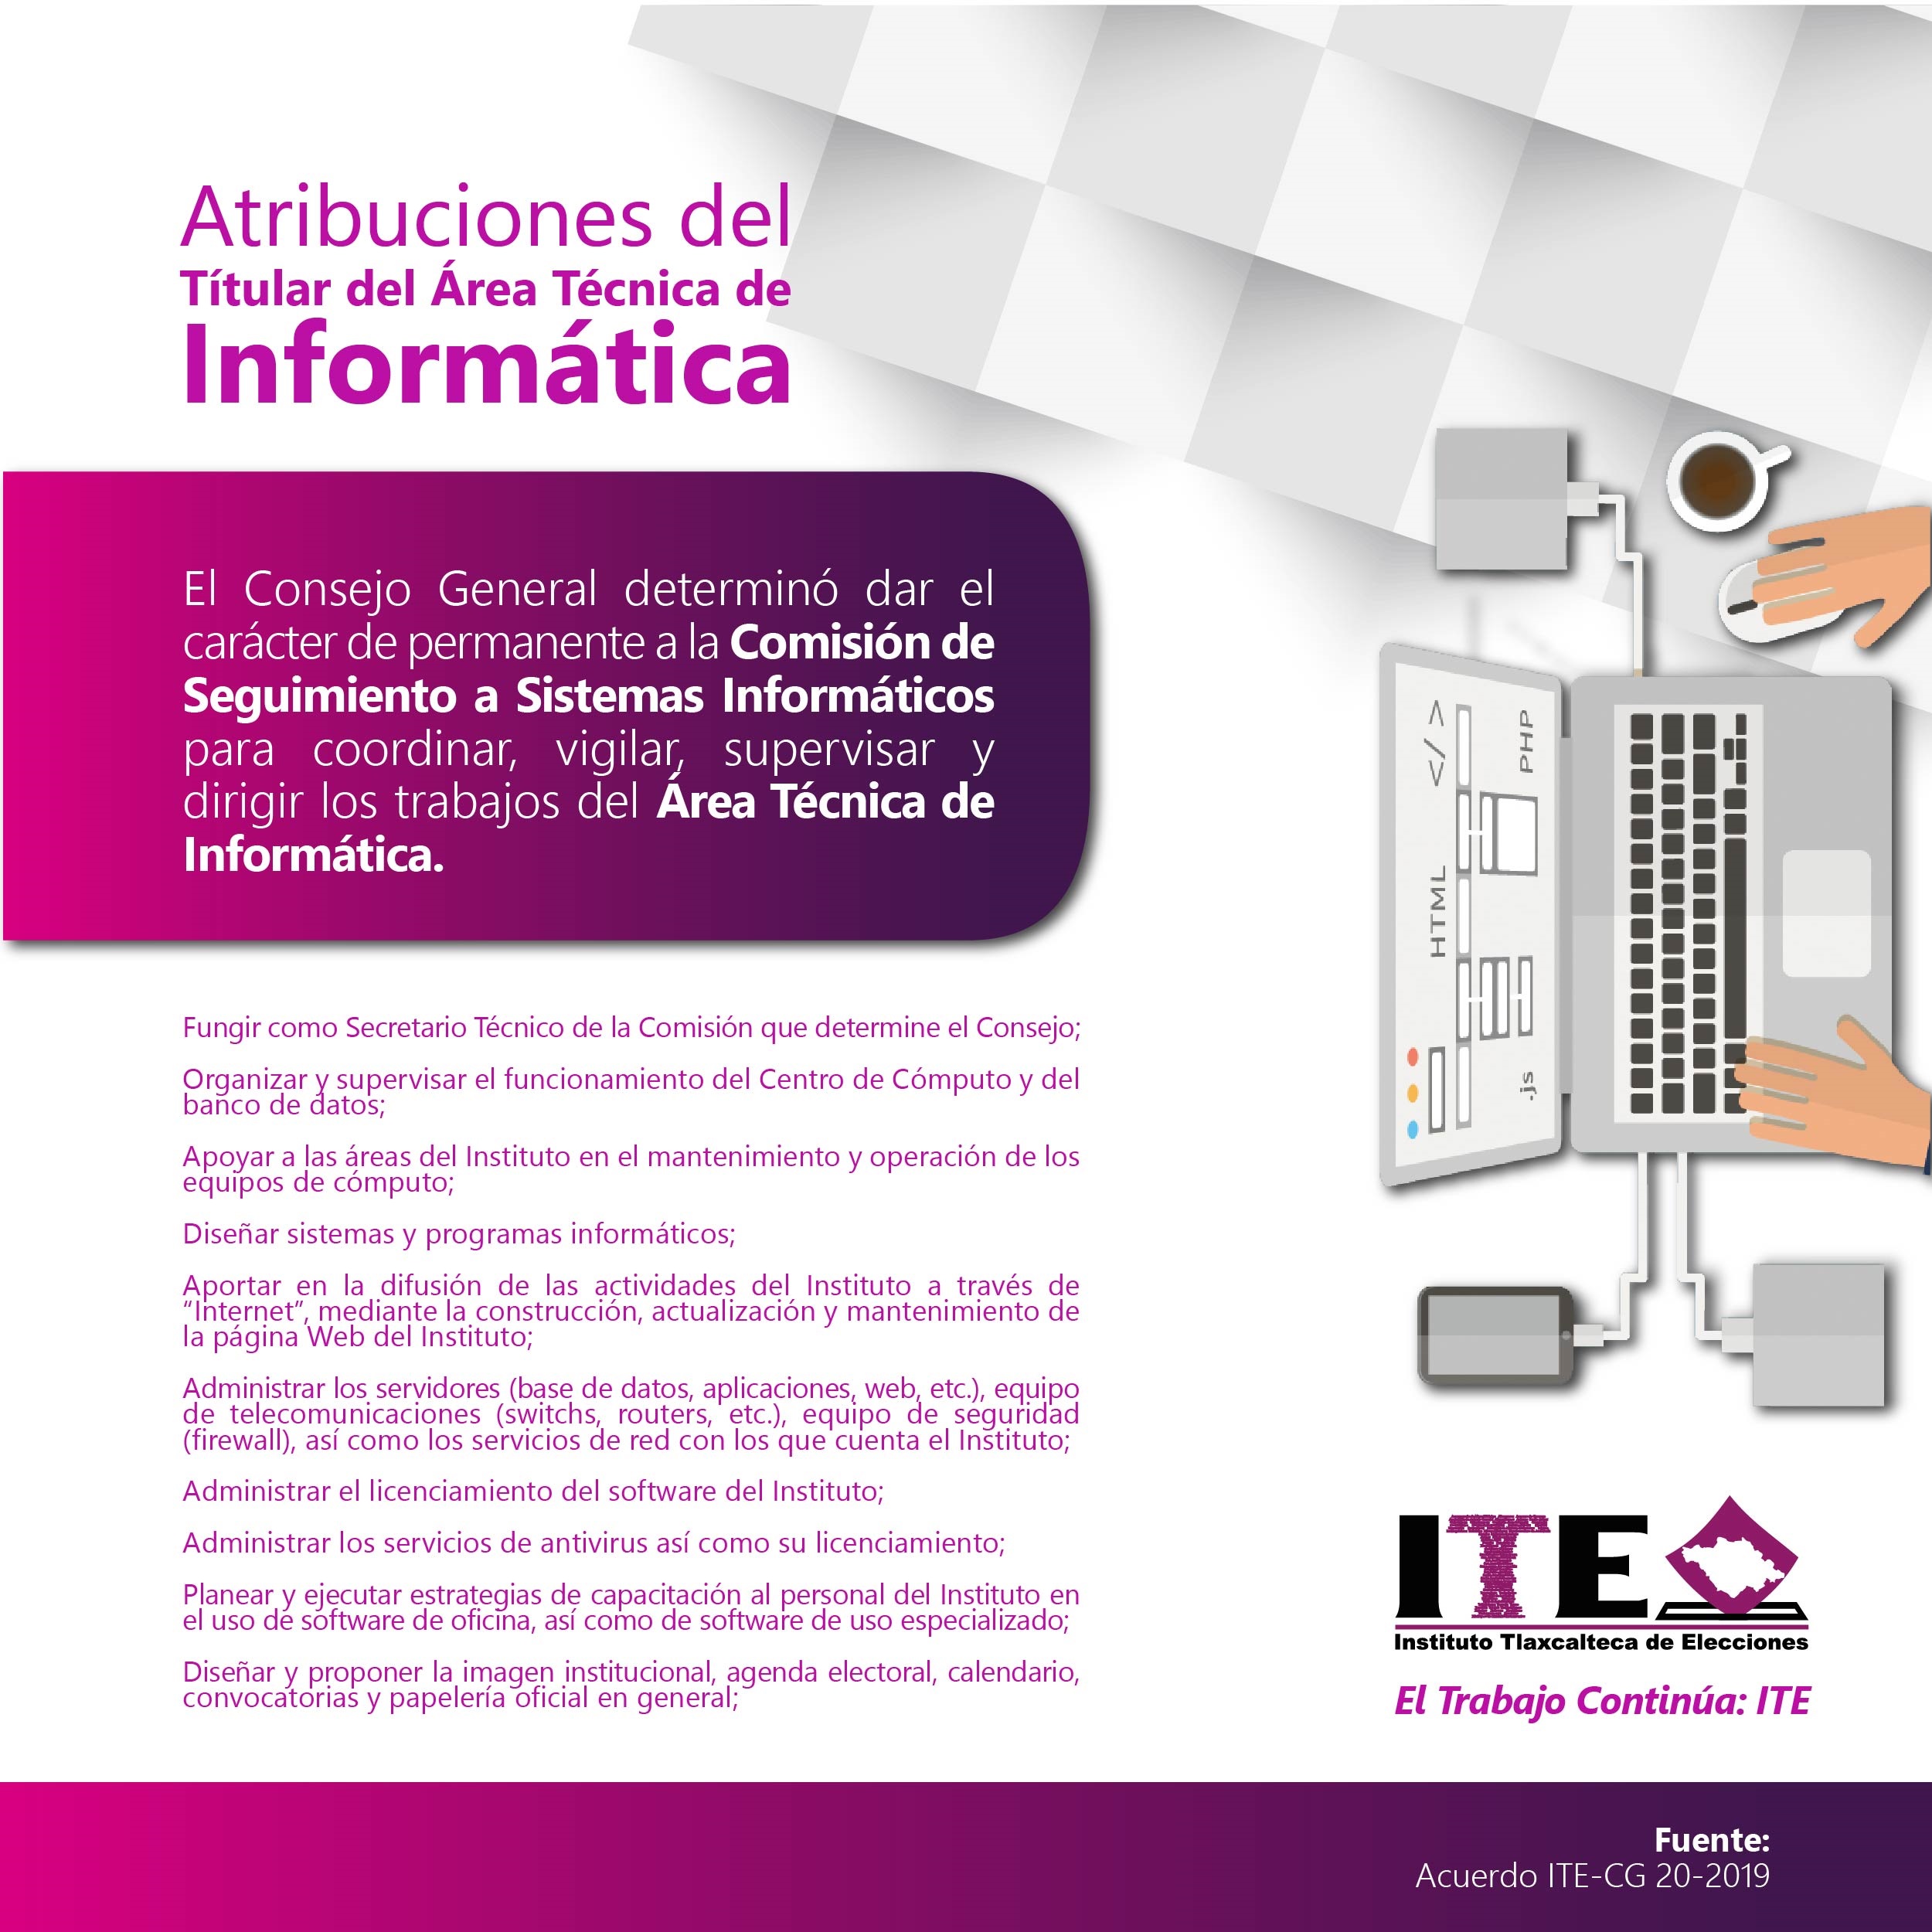 Atribuciones del
Títular del Área Técnica de
Informática
El Consejo General determinó dar el
carácter de permanente a la Comisión de
Seguimiento a Sistemas Informáticos
para coordinar, vigilar, supervisar y
dirigir los trabajos del Área Técnica de
Informática.
Fungir como Secretario Técnico de la Comisión que determine el Consejo;
Organizar y supervisar el funcionamiento del Centro de Cómputo y del
banco de datos;
Apoyar a las áreas del Instituto en el mantenimiento y operación de los
equipos de cómputo;
Diseñar sistemas y programas informáticos;
Aportar en la difusión de las actividades del Instituto a través de
“Internet”, mediante la construcción, actualización y mantenimiento de
la página Web del Instituto;
Administrar los servidores (base de datos, aplicaciones, web, etc.), equipo
de telecomunicaciones (switchs, routers, etc.), equipo de seguridad
(firewall), así como los servicios de red con los que cuenta el Instituto;
Administrar el licenciamiento del software del Instituto;
Administrar los servicios de antivirus así como su licenciamiento;
Planear y ejecutar estrategias de capacitación al personal del Instituto en
el uso de software de oficina, así como de software de uso especializado;
Diseñar y proponer la imagen institucional, agenda electoral, calendario,
convocatorias y papelería oficial en general;
HTML </>
.js PHP
ITE
Instituto Tlaxcalteca de Elecciones
El Trabajo Continúa: ITE
Fuente:
Acuerdo ITE-CG 20-2019